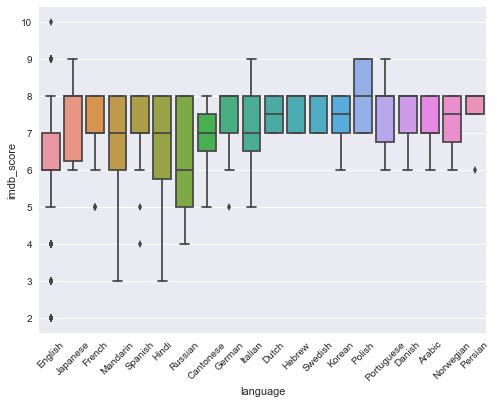 imdb_score
10
9
8
7
6
5
4
3
2
English
Japanese
French
Mandarin
Spanish
Hindi
Russian
Cantonese
German
Italian
Dutch
Hebrew
Swedish
Korean
Polish
Portuguese
Danish
Arabic
Norwegian
Persian
language